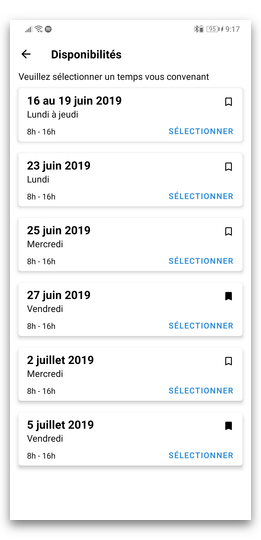 35 9:17
Disponibilités
Veuillez sélectionner un temps vous convenant
16 au 19 juin 2019
Lundi à jeudi
8h - 16h SÉLECTIONNER
23 juin 2019
Lundi
8h - 16h SÉLECTIONNER
25 juin 2019
Mercredi
8h - 16h SÉLECTIONNER
27 juin 2019
Vendredi
8h - 16h SÉLECTIONNER
2 juillet 2019
Mercredi
8h - 16h SÉLECTIONNER
5 juillet 2019
Vendredi
8h - 16h SÉLECTIONNER